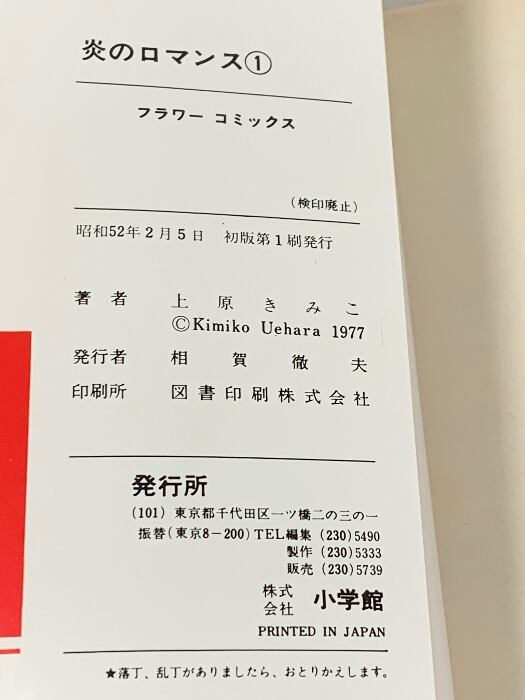 炎のロマンス①
フラワー コミックス
(検印廃止)
昭和52年2月5日 初版第1刷発行
著者 上原きみこ
©Kimiko Uehara 1977
発行者 相賀徹夫
印刷所 図書印刷株式会社
発行所
(101) 東京都千代田区一ツ橋二の三の一
振替(東京8-200) TEL編集 (230)5490
製作 (230)5333
販売 (230)5739
株式会社 小学館
PRINTED IN JAPAN
★落丁、乱丁がありましたら、おとりかえします。